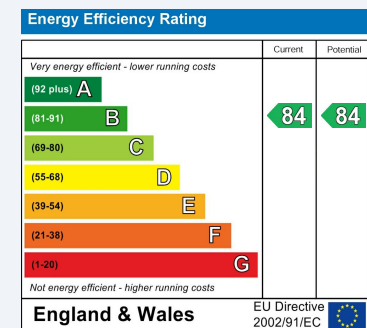 Energy Efficiency Rating
Current Potential
Very energy efficient - lower running costs
(92 plus) A
(81-91) B 84 84
(69-80) C
(55-68) D
(39-54) E
(21-38) F
(1-20) G
Not energy efficient - higher running costs
England & Wales
EU Directive
2002/91/EC